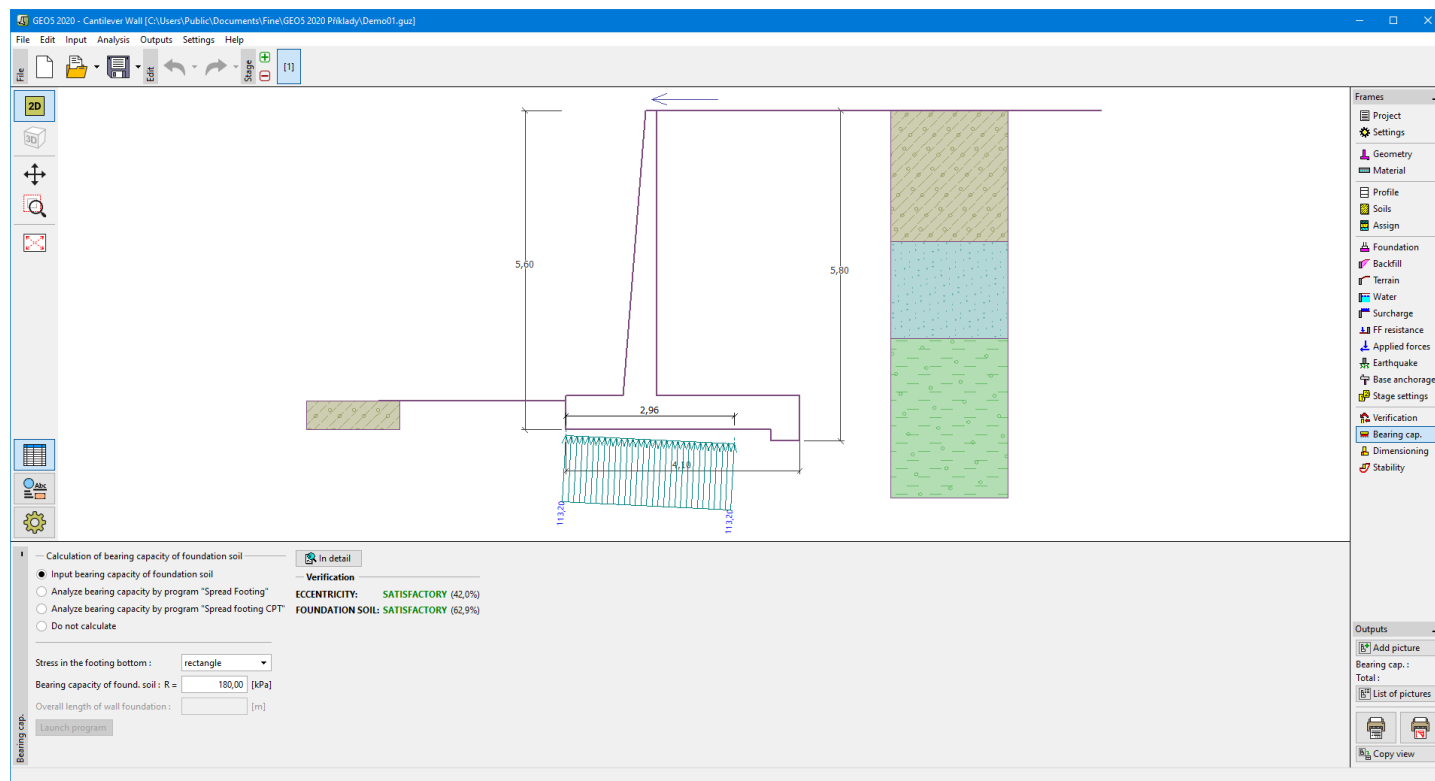 GEO5 2020 - Cantilever Wall [C:\Users\Public\Documents\Fine\GEO5 2020 Příklady\Demo01.guz]
File Edit Input Analysis Outputs Settings Help
File
Edit
Stage
[1]
2D
3D
Abc
5,60
5,80
2,96
4,18
113,20
113,20
Frames
Project
Settings
Geometry
Material
Profile
Soils
Assign
Foundation
Backfill
Terrain
Water
Surcharge
FF resistance
Applied forces
Earthquake
Base anchorage
Stage settings
Verification
Bearing cap.
Dimensioning
Stability
Bearing cap.
Calculation of bearing capacity of foundation soil
Input bearing capacity of foundation soil
Analyze bearing capacity by program "Spread Footing"
Analyze bearing capacity by program "Spread footing CPT"
Do not calculate
Stress in the footing bottom : rectangle
Bearing capacity of found. soil : R = 180,00 [kPa]
Overall length of wall foundation : [m]
Launch program
In detail
Verification
ECCENTRICITY: SATISFACTORY (42,0%)
FOUNDATION SOIL: SATISFACTORY (62,9%)
Outputs
Add picture
Bearing cap. :
Total :
List of pictures
Copy view